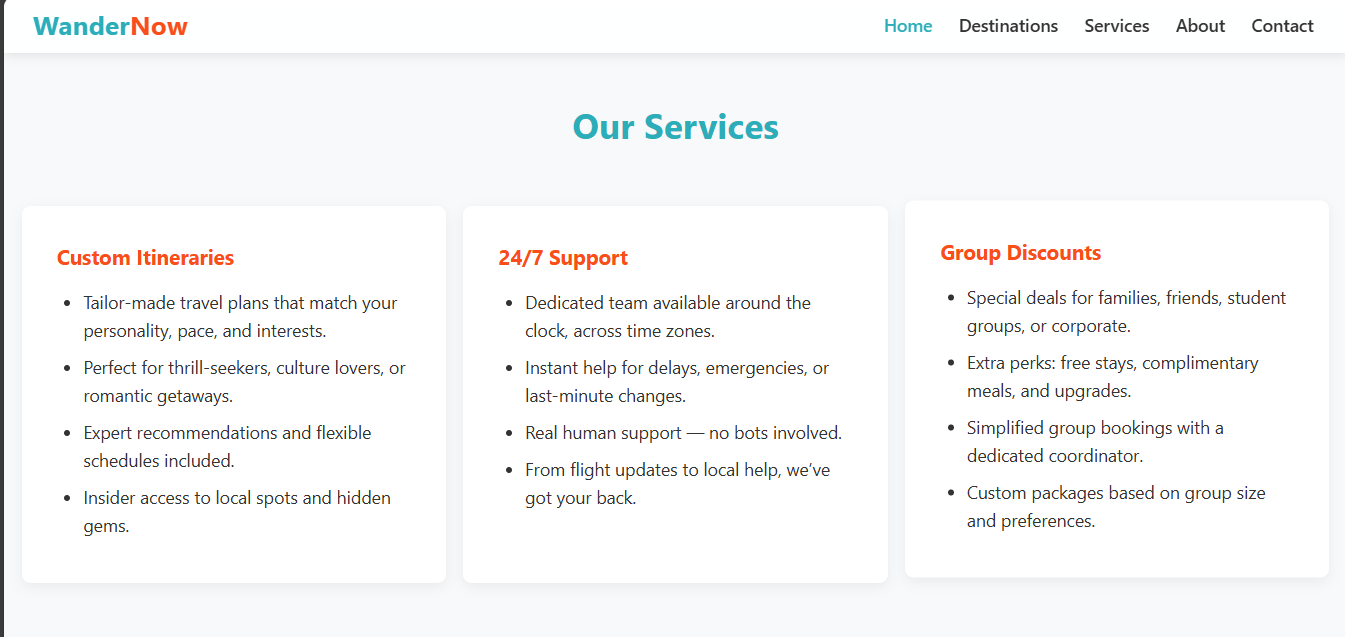 WanderNow
Home Destinations Services About Contact
Our Services
Custom Itineraries
• Tailor-made travel plans that match your
personality, pace, and interests.
• Perfect for thrill-seekers, culture lovers, or
romantic getaways.
• Expert recommendations and flexible
schedules included.
• Insider access to local spots and hidden
gems.
24/7 Support
• Dedicated team available around the
clock, across time zones.
• Instant help for delays, emergencies, or
last-minute changes.
• Real human support — no bots involved.
• From flight updates to local help, we’ve
got your back.
Group Discounts
• Special deals for families, friends, student
groups, or corporate.
• Extra perks: free stays, complimentary
meals, and upgrades.
• Simplified group bookings with a
dedicated coordinator.
• Custom packages based on group size
and preferences.